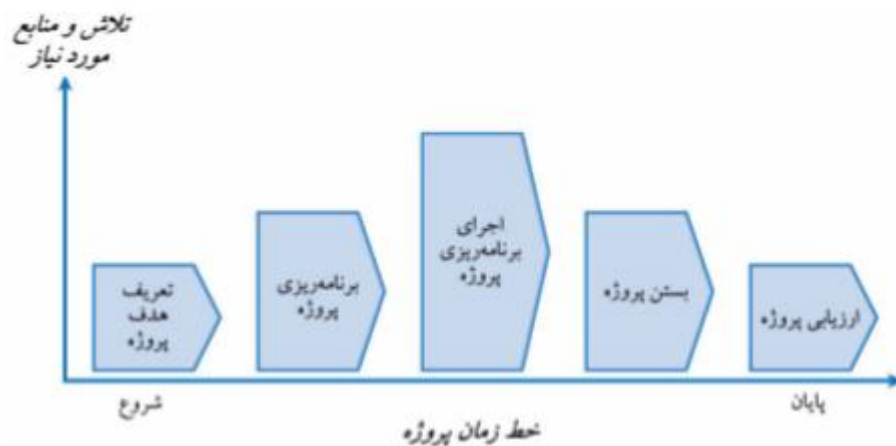 تلاش و منابع
مورد نیاز
تعریف
هدف
پروژه
برنامه‌ریزی
پروژه
اجرای
برنامه‌ریزی
پروژه
بستن پروژه
ارزیابی پروژه
شروع
پایان
خط زمان پروژه